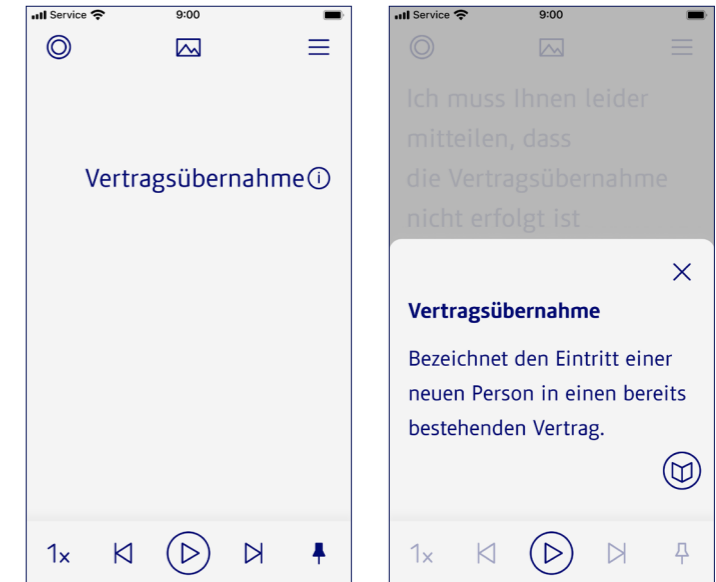 Service 9:00
Vertragsübernahme
1x
Service 9:00
Ich muss Ihnen leider
mitteilen, dass
die Vertragsübernahme
nicht erfolgt ist
Vertragsübernahme
Bezeichnet den Eintritt einer
neuen Person in einen bereits
bestehenden Vertrag.
1x